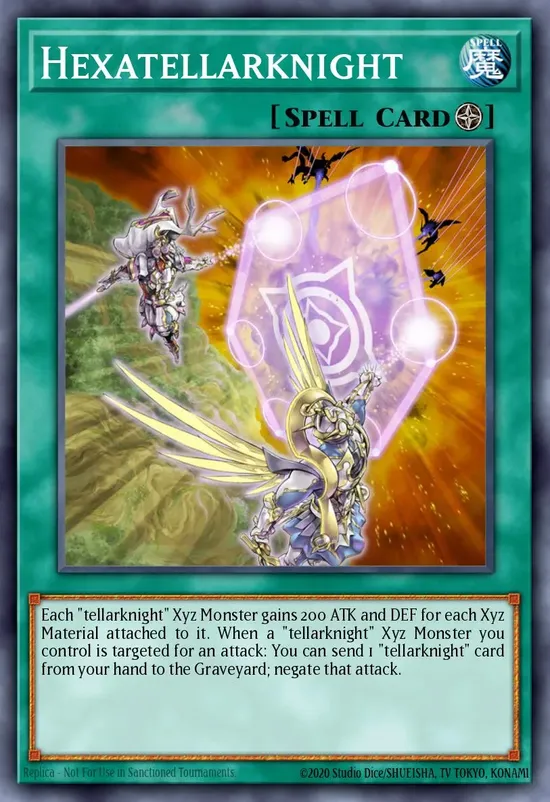 HEXATELLARKNIGHT
SPELL
魔
[SPELL CARD]
Each "tellarknight" Xyz Monster gains 200 ATK and DEF for each Xyz
Material attached to it. When a "tellarknight" Xyz Monster you
control is targeted for an attack: You can send 1 "tellarknight" card
from your hand to the Graveyard; negate that attack.
Replica - Not For Use in Sanctioned Tournaments
©2020 Studio Dice/SHUEISHA, TV TOKYO, KONAMI